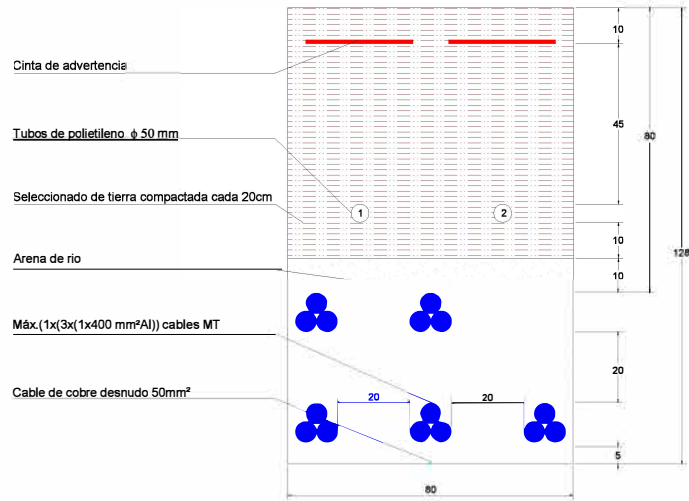 10
Cinta de advertencia
45
80
Tubos de polietileno ϕ 50 mm
Seleccionado de tierra compactada cada 20cm
1
2
10
128
Arena de rio
10
Máx.(1x(3x(1x400 mm²Al)) cables MT
20
Cable de cobre desnudo 50mm²
20
20
5
80